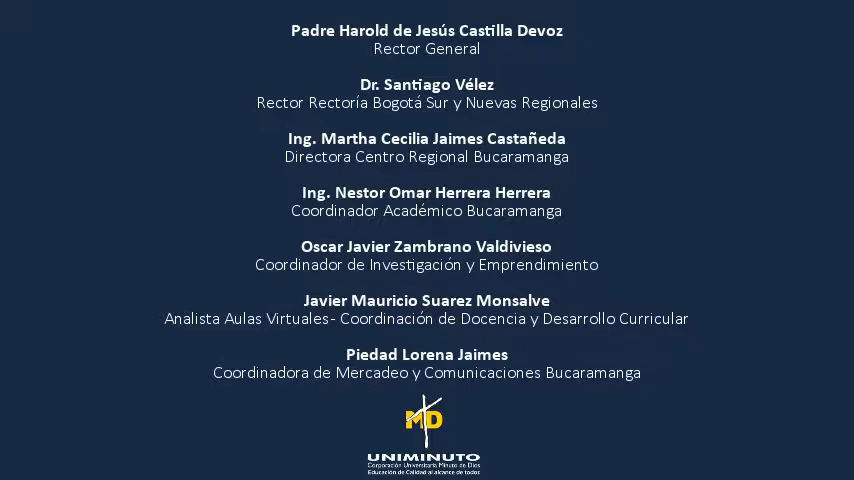 Padre Harold de Jesús Castilla Devoz
Rector General
Dr. Santiago Vélez
Rector Rectoría Bogotá Sur y Nuevas Regionales
Ing. Martha Cecilia Jaimes Castañeda
Directora Centro Regional Bucaramanga
Ing. Nestor Omar Herrera Herrera
Coordinador Académico Bucaramanga
Oscar Javier Zambrano Valdivieso
Coordinador de Investigación y Emprendimiento
Javier Mauricio Suarez Monsalve
Analista Aulas Virtuales - Coordinación de Docencia y Desarrollo Curricular
Piedad Lorena Jaimes
Coordinadora de Mercadeo y Comunicaciones Bucaramanga
MD
UNIMINUTO
Corporación Universitaria Minuto de Dios
Educación de Calidad al alcance de todos